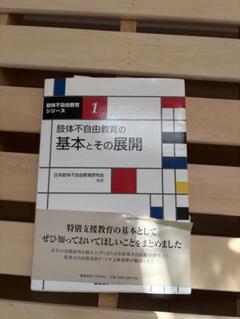 肢体不自由教育
シリーズ
1
肢体不自由教育の
基本とその展開
日本肢体不自由教育研究会
監修
特別支援教育の基本として
ぜひ知っておいてほしいことをまとめました